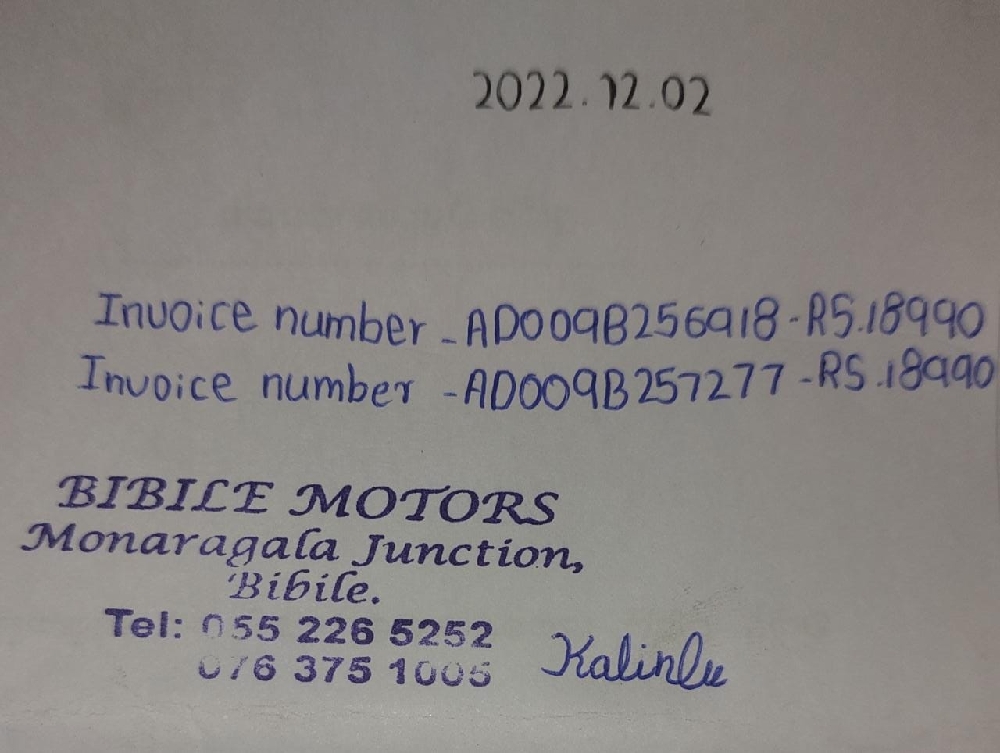 2022.12.02
Invoice number - AD009B256918 - RS.18990
Invoice number - AD009B257277 - RS.18990
BIBILE MOTORS
Monaragala Junction,
Bibile.
Tel: 055 226 5252
076 375 1005